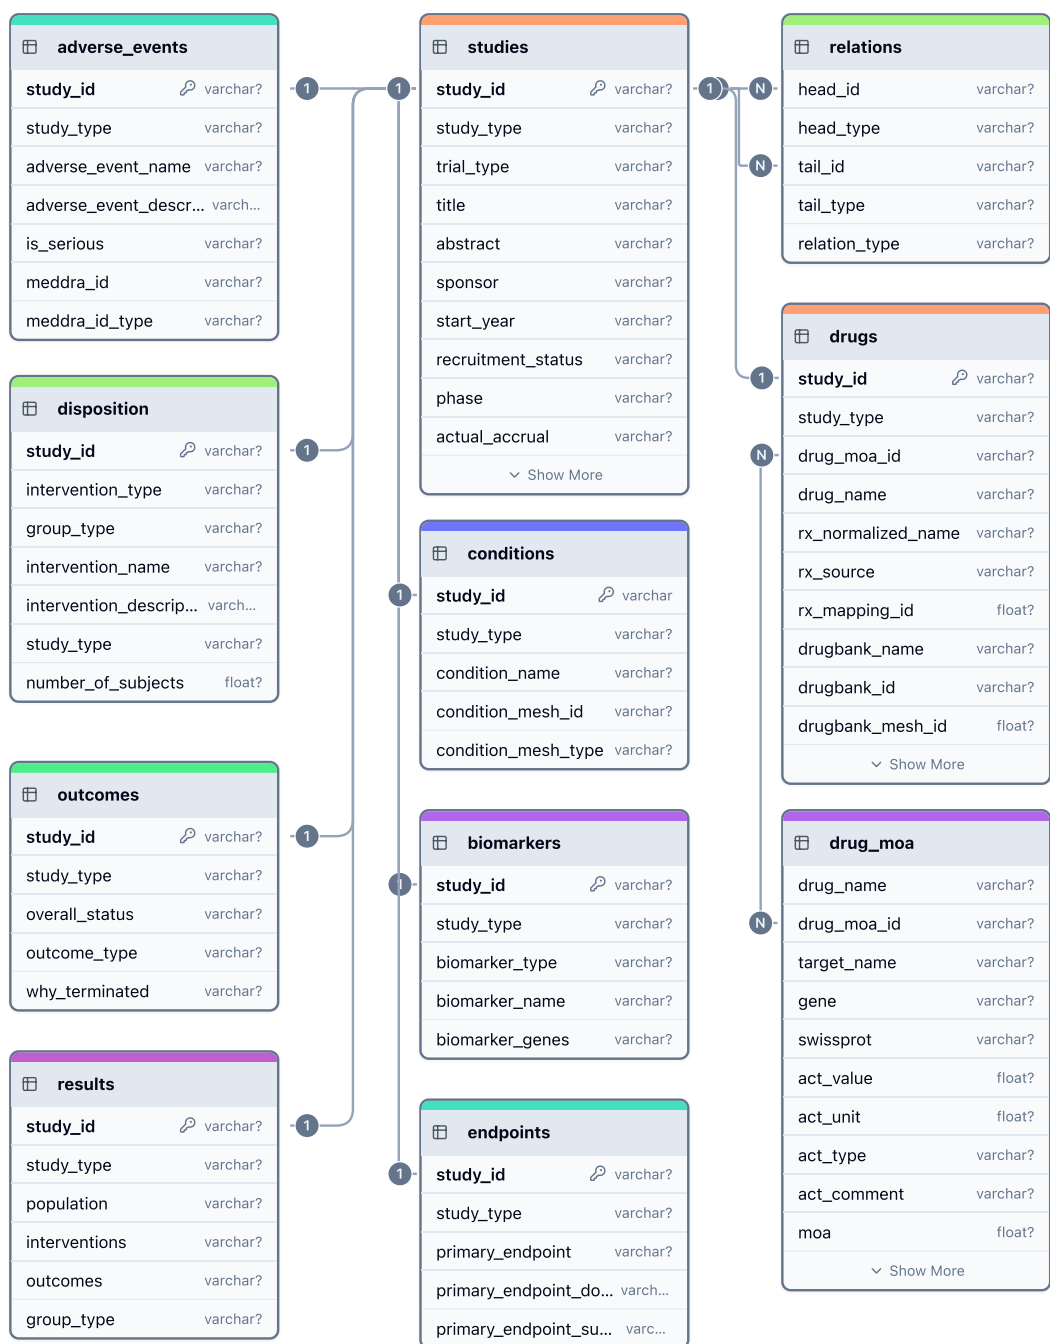 adverse_events
study_id varchar?
study_type varchar?
adverse_event_name varchar?
adverse_event_descr... varch...
is_serious varchar?
meddra_id varchar?
meddra_id_type varchar?
1
disposition
study_id varchar?
intervention_type varchar?
group_type varchar?
intervention_name varchar?
intervention_descrip... varch...
study_type varchar?
number_of_subjects float?
1
outcomes
study_id varchar?
study_type varchar?
overall_status varchar?
outcome_type varchar?
why_terminated varchar?
1
results
study_id varchar?
study_type varchar?
population varchar?
interventions varchar?
outcomes varchar?
group_type varchar?
1
studies
1 study_id varchar? 1
study_type varchar?
trial_type varchar?
title varchar?
abstract varchar?
sponsor varchar?
start_year varchar?
recruitment_status varchar?
phase varchar?
actual_accrual varchar?
Show More
conditions
1 study_id varchar
study_type varchar?
condition_name varchar?
condition_mesh_id varchar?
condition_mesh_type varchar?
biomarkers
1 study_id varchar?
study_type varchar?
biomarker_type varchar?
biomarker_name varchar?
biomarker_genes varchar?
endpoints
1 study_id varchar?
study_type varchar?
primary_endpoint varchar?
primary_endpoint_do... varch...
primary_endpoint_su... varc...
relations
N head_id varchar?
head_type varchar?
N tail_id varchar?
tail_type varchar?
relation_type varchar?
drugs
1 study_id varchar?
study_type varchar?
N drug_moa_id varchar?
drug_name varchar?
rx_normalized_name varchar?
rx_source varchar?
rx_mapping_id float?
drugbank_name varchar?
drugbank_id varchar?
drugbank_mesh_id float?
Show More
drug_moa
drug_name varchar?
N drug_moa_id varchar?
target_name varchar?
gene varchar?
swissprot varchar?
act_value float?
act_unit float?
act_type varchar?
act_comment varchar?
moa float?
Show More